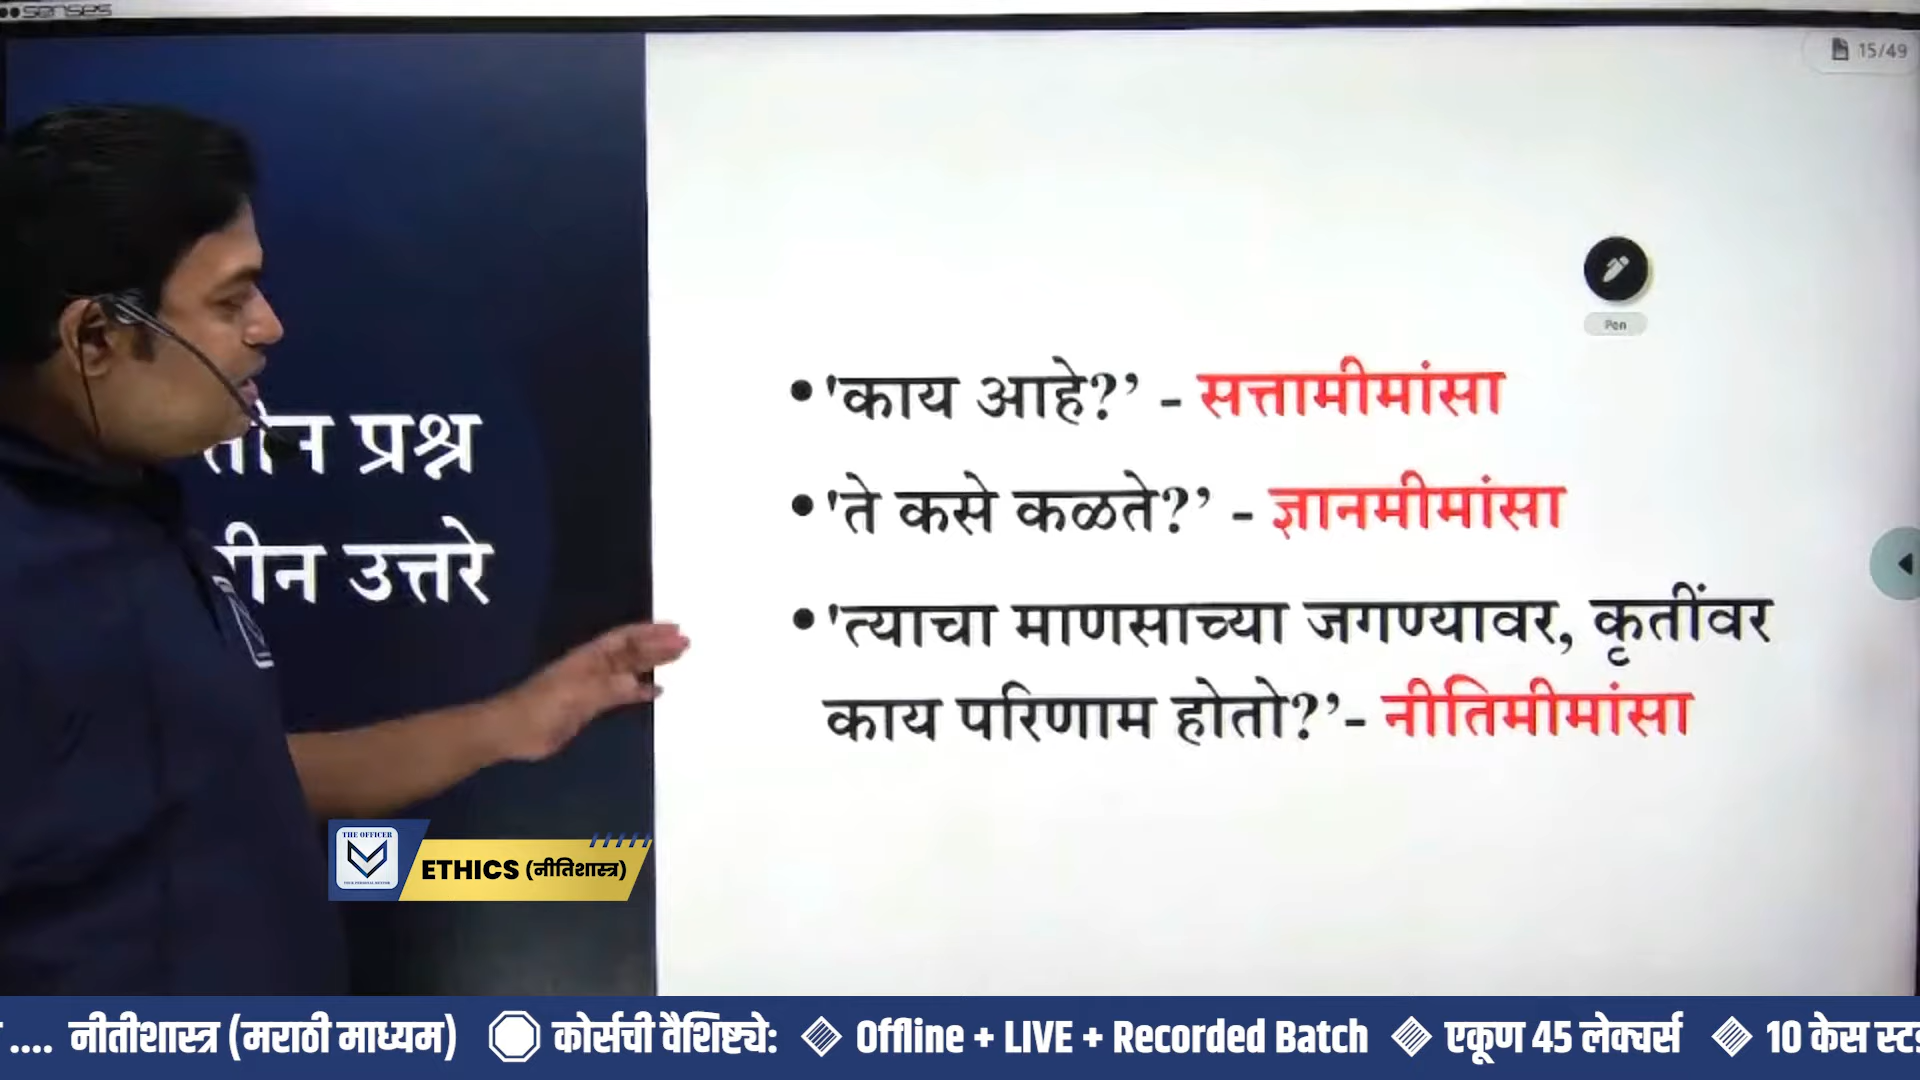 senses
15/49
Pen
प्रश्न
उत्तरे
•'काय आहे?’ - सत्तामीमांसा
•'ते कसे कळते?’ - ज्ञानमीमांसा
•'त्याचा माणसाच्या जगण्यावर, कृतींवर
काय परिणाम होतो?’- नीतिमीमांसा
THE OFFICER
ETHICS (नीतिशास्त्र)
.... नीतीशास्त्र (मराठी माध्यम) कोर्सची वैशिष्ट्ये: Offline + LIVE + Recorded Batch एकूण 45 लेक्चर्स 10 केस